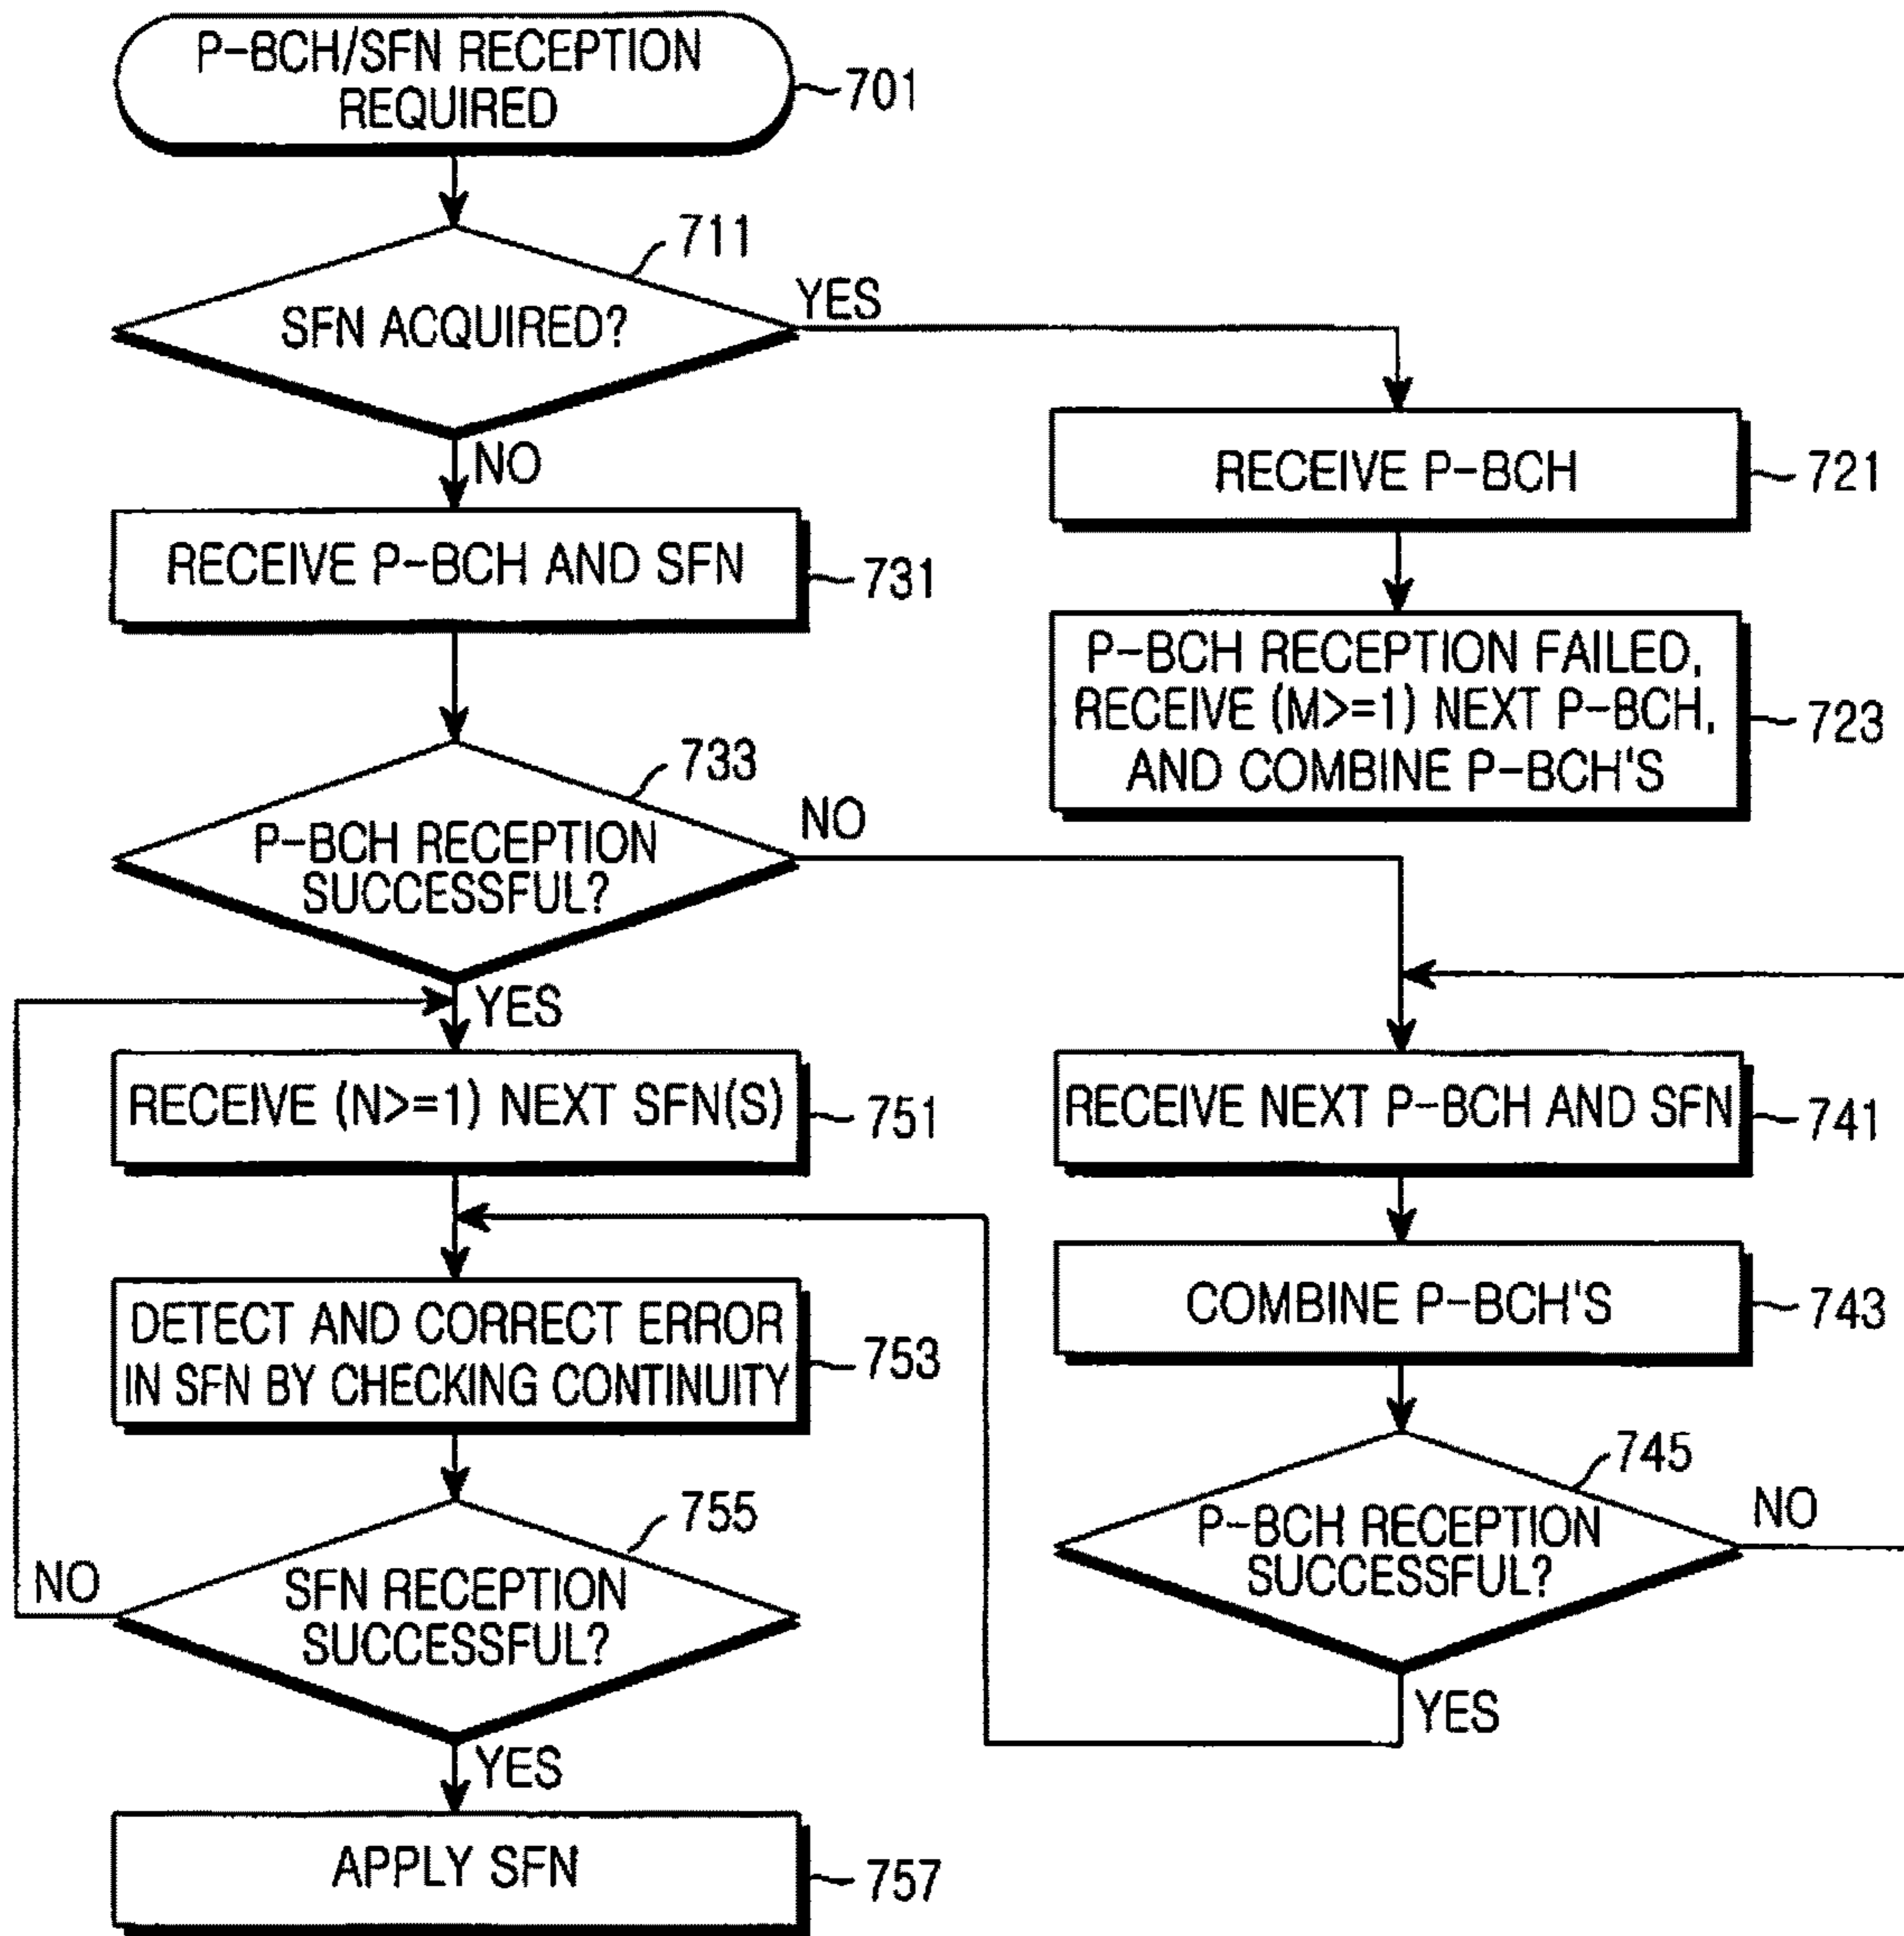 P-BCH/SFN RECEPTION
REQUIRED
701
711
SFN ACQUIRED?
YES
NO
RECEIVE P-BCH
721
RECEIVE P-BCH AND SFN
731
P-BCH RECEPTION FAILED,
RECEIVE (M>=1) NEXT P-BCH,
AND COMBINE P-BCH'S
723
733
P-BCH RECEPTION
SUCCESSFUL?
NO
YES
RECEIVE (N>=1) NEXT SFN(S)
751
RECEIVE NEXT P-BCH AND SFN
741
COMBINE P-BCH'S
743
DETECT AND CORRECT ERROR
IN SFN BY CHECKING CONTINUITY
753
745
P-BCH RECEPTION
SUCCESSFUL?
NO
YES
755
SFN RECEPTION
SUCCESSFUL?
NO
YES
APPLY SFN
757